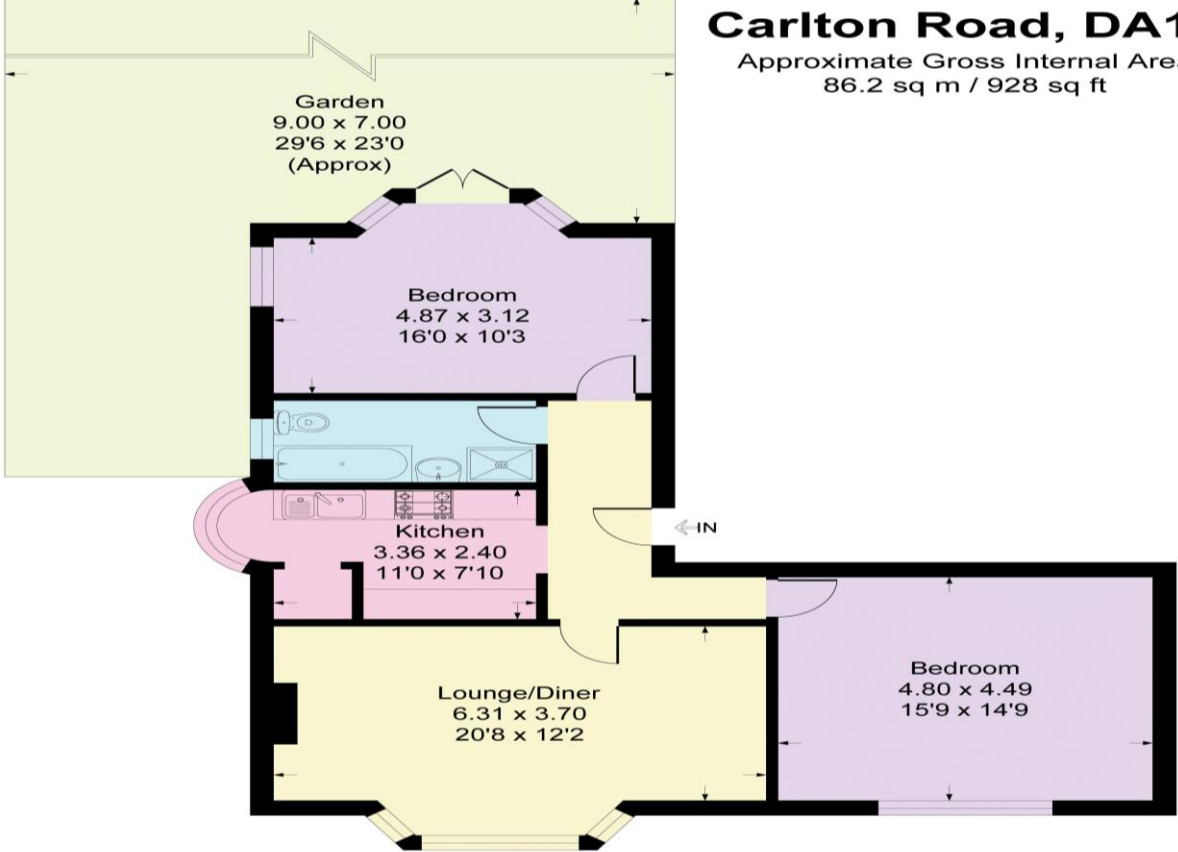 Carlton Road, DA1
Approximate Gross Internal Area
86.2 sq m / 928 sq ft
Garden
9.00 x 7.00
29'6 x 23'0
(Approx)
Bedroom
4.87 x 3.12
16'0 x 10'3
Kitchen
3.36 x 2.40
11'0 x 7'10
IN
Lounge/Diner
6.31 x 3.70
20'8 x 12'2
Bedroom
4.80 x 4.49
15'9 x 14'9